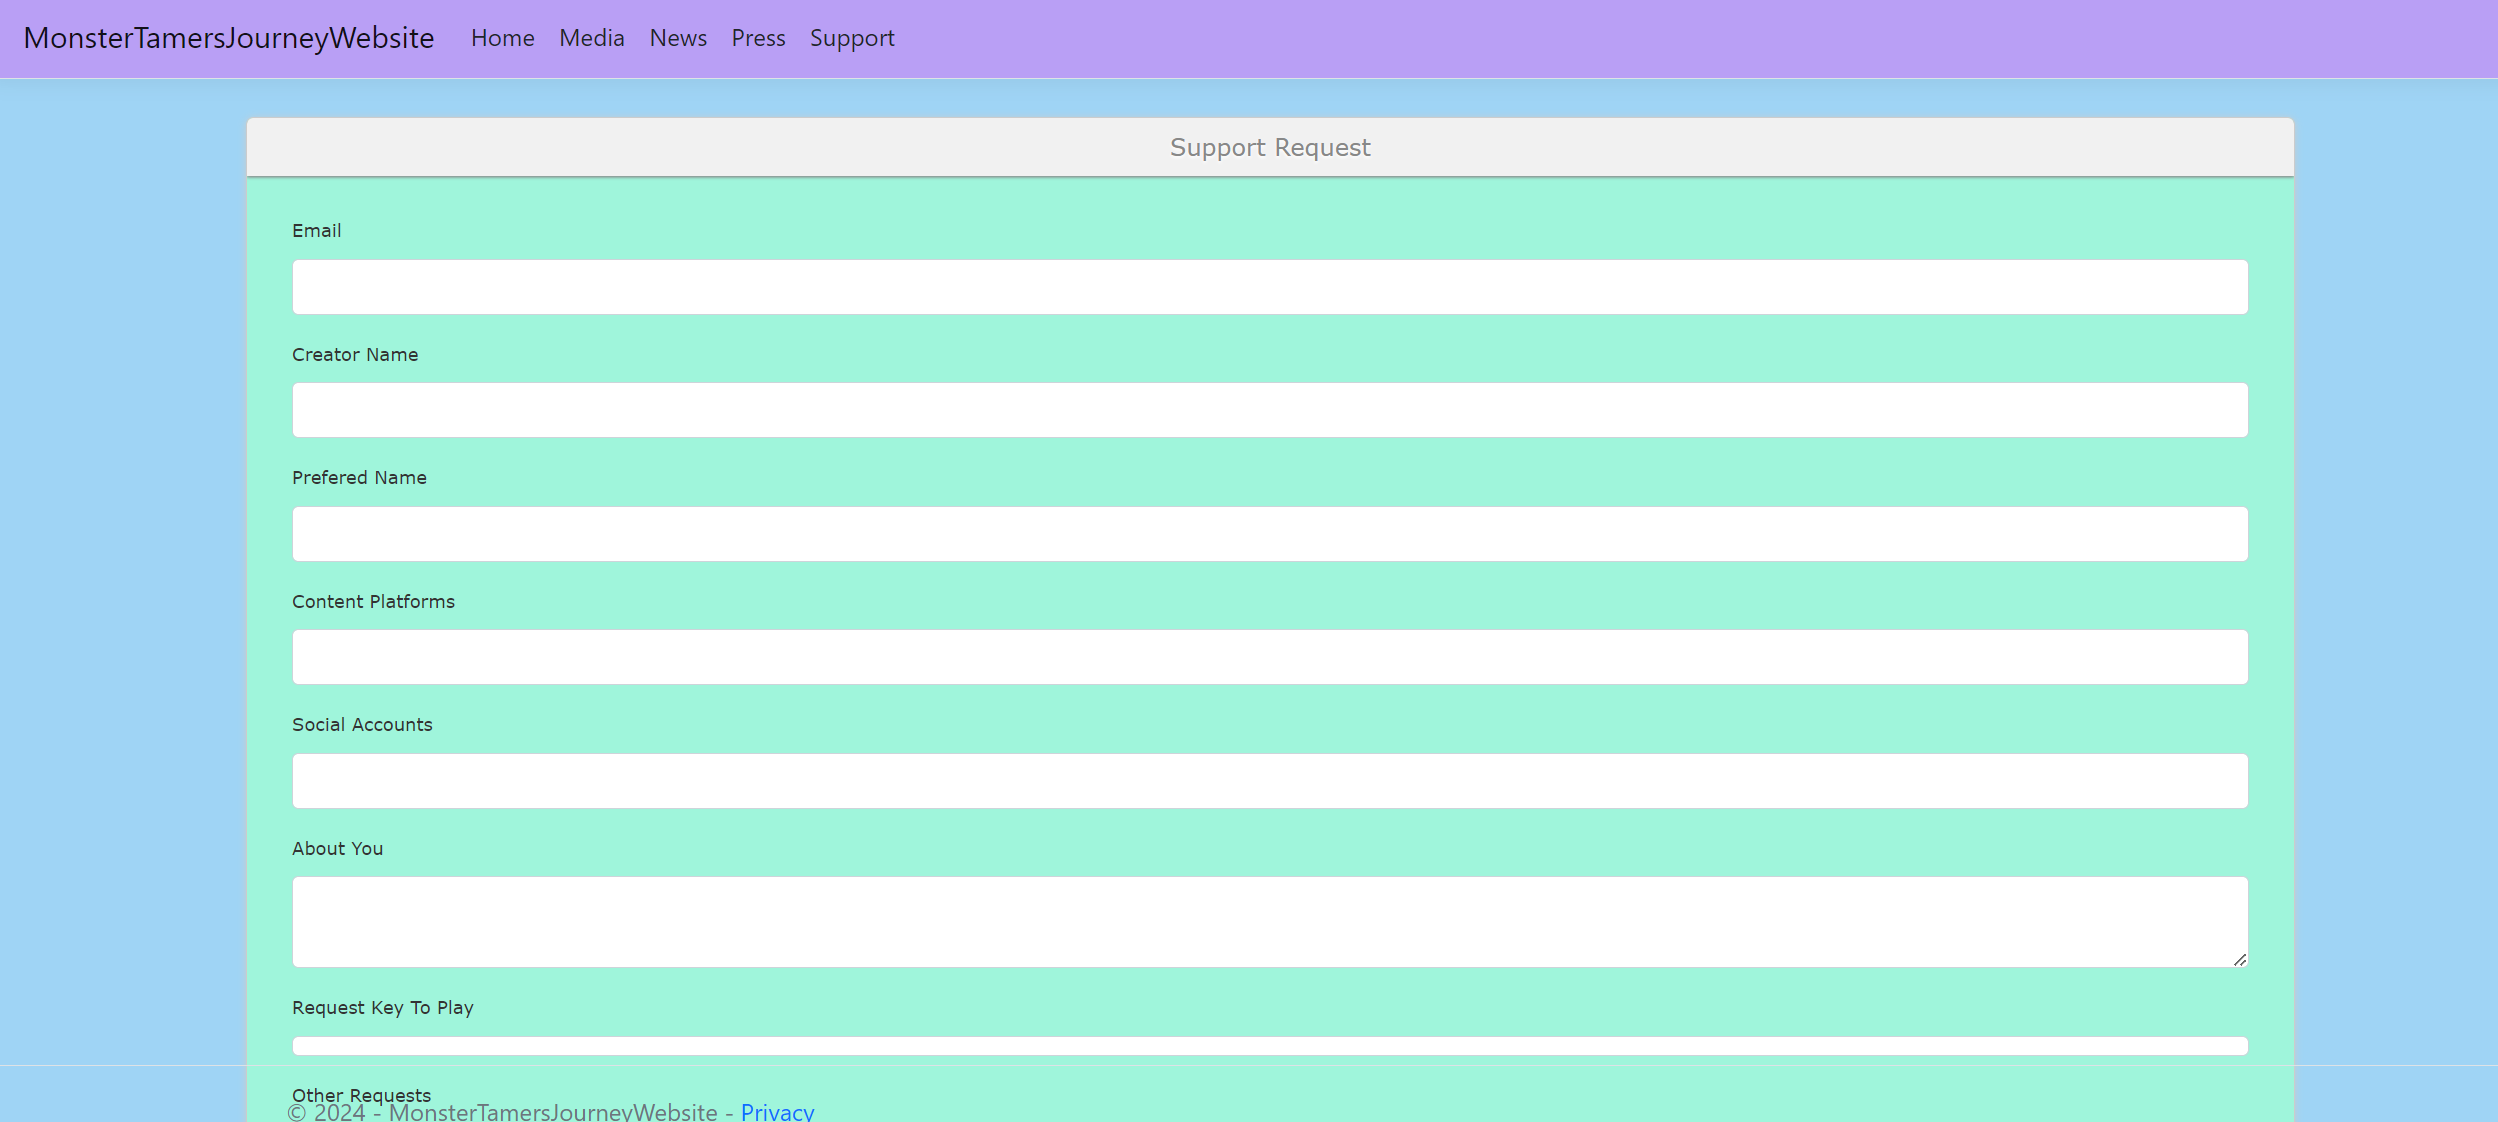 MonsterTamersJourneyWebsite Home Media News Press Support
Support Request
Email
Creator Name
Prefered Name
Content Platforms
Social Accounts
About You
Request Key To Play
Other Requests
© 2024 - MonsterTamersJourneyWebsite - Privacy